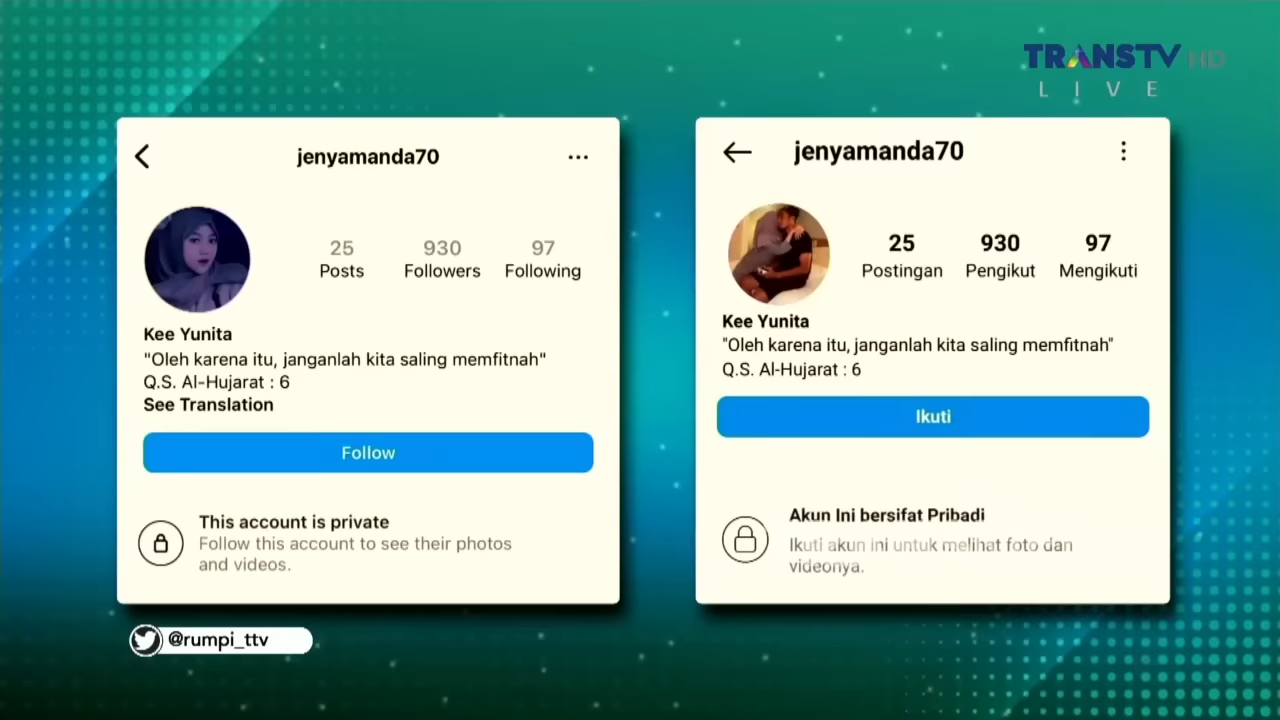 TRANSTV HD
LIVE
jenyamanda70
25 930 97
Posts Followers Following
Kee Yunita
"Oleh karena itu, janganlah kita saling memfitnah"
Q.S. Al-Hujarat : 6
See Translation
Follow
This account is private
Follow this account to see their photos
and videos.
jenyamanda70
25 930 97
Postingan Pengikut Mengikuti
Kee Yunita
"Oleh karena itu, janganlah kita saling memfitnah"
Q.S. Al-Hujarat : 6
Ikuti
Akun Ini bersifat Pribadi
Ikuti akun ini untuk melihat foto dan
videonya.
@rumpi_ttv